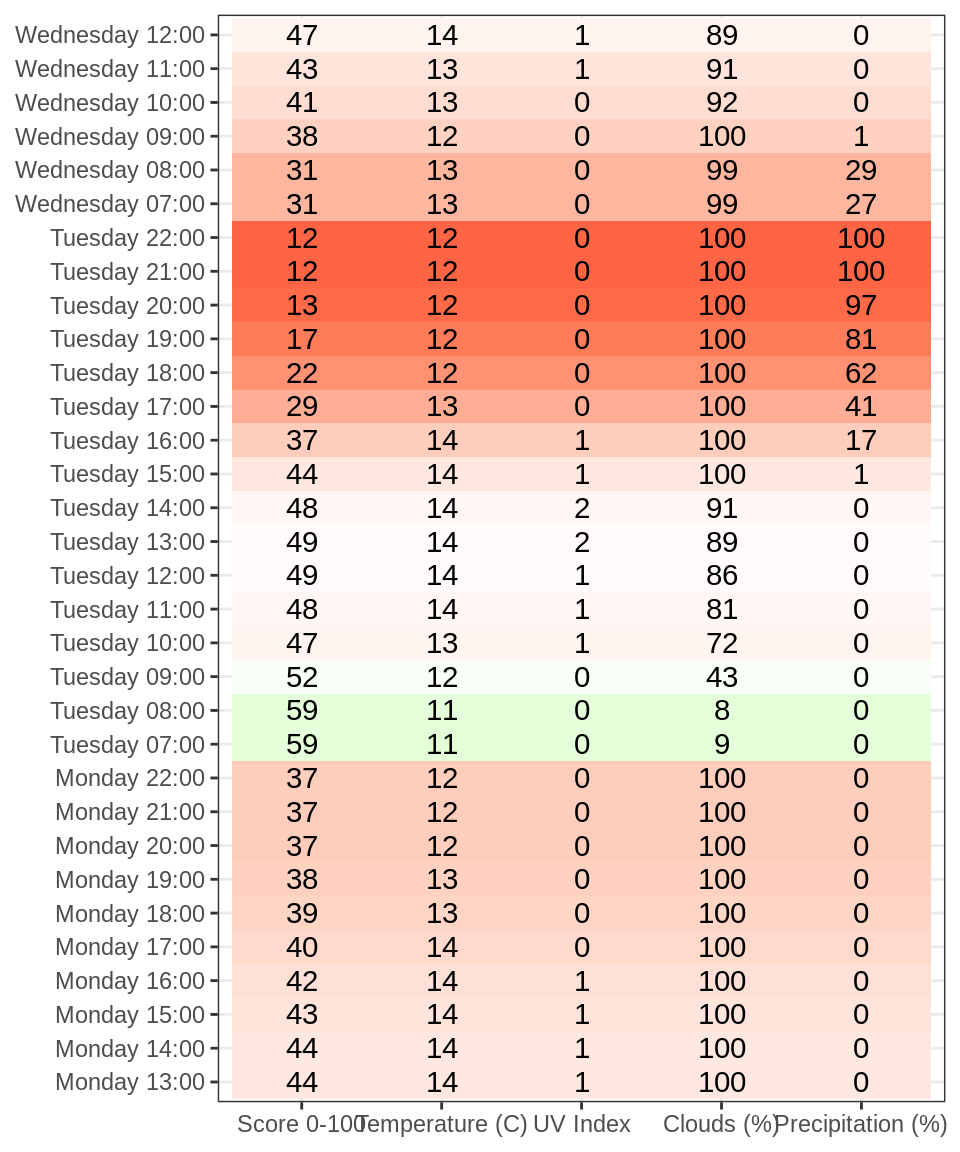 Wednesday 12:00 47 14 1 89 0
Wednesday 11:00 43 13 1 91 0
Wednesday 10:00 41 13 0 92 0
Wednesday 09:00 38 12 0 100 1
Wednesday 08:00 31 13 0 99 29
Wednesday 07:00 31 13 0 99 27
Tuesday 22:00 12 12 0 100 100
Tuesday 21:00 12 12 0 100 100
Tuesday 20:00 13 12 0 100 97
Tuesday 19:00 17 12 0 100 81
Tuesday 18:00 22 12 0 100 62
Tuesday 17:00 29 13 0 100 41
Tuesday 16:00 37 14 1 100 17
Tuesday 15:00 44 14 1 100 1
Tuesday 14:00 48 14 2 91 0
Tuesday 13:00 49 14 2 89 0
Tuesday 12:00 49 14 1 86 0
Tuesday 11:00 48 14 1 81 0
Tuesday 10:00 47 13 1 72 0
Tuesday 09:00 52 12 0 43 0
Tuesday 08:00 59 11 0 8 0
Tuesday 07:00 59 11 0 9 0
Monday 22:00 37 12 0 100 0
Monday 21:00 37 12 0 100 0
Monday 20:00 37 12 0 100 0
Monday 19:00 38 13 0 100 0
Monday 18:00 39 13 0 100 0
Monday 17:00 40 14 0 100 0
Monday 16:00 42 14 1 100 0
Monday 15:00 43 14 1 100 0
Monday 14:00 44 14 1 100 0
Monday 13:00 44 14 1 100 0
Score 0-100 Temperature (C) UV Index Clouds (%) Precipitation (%)